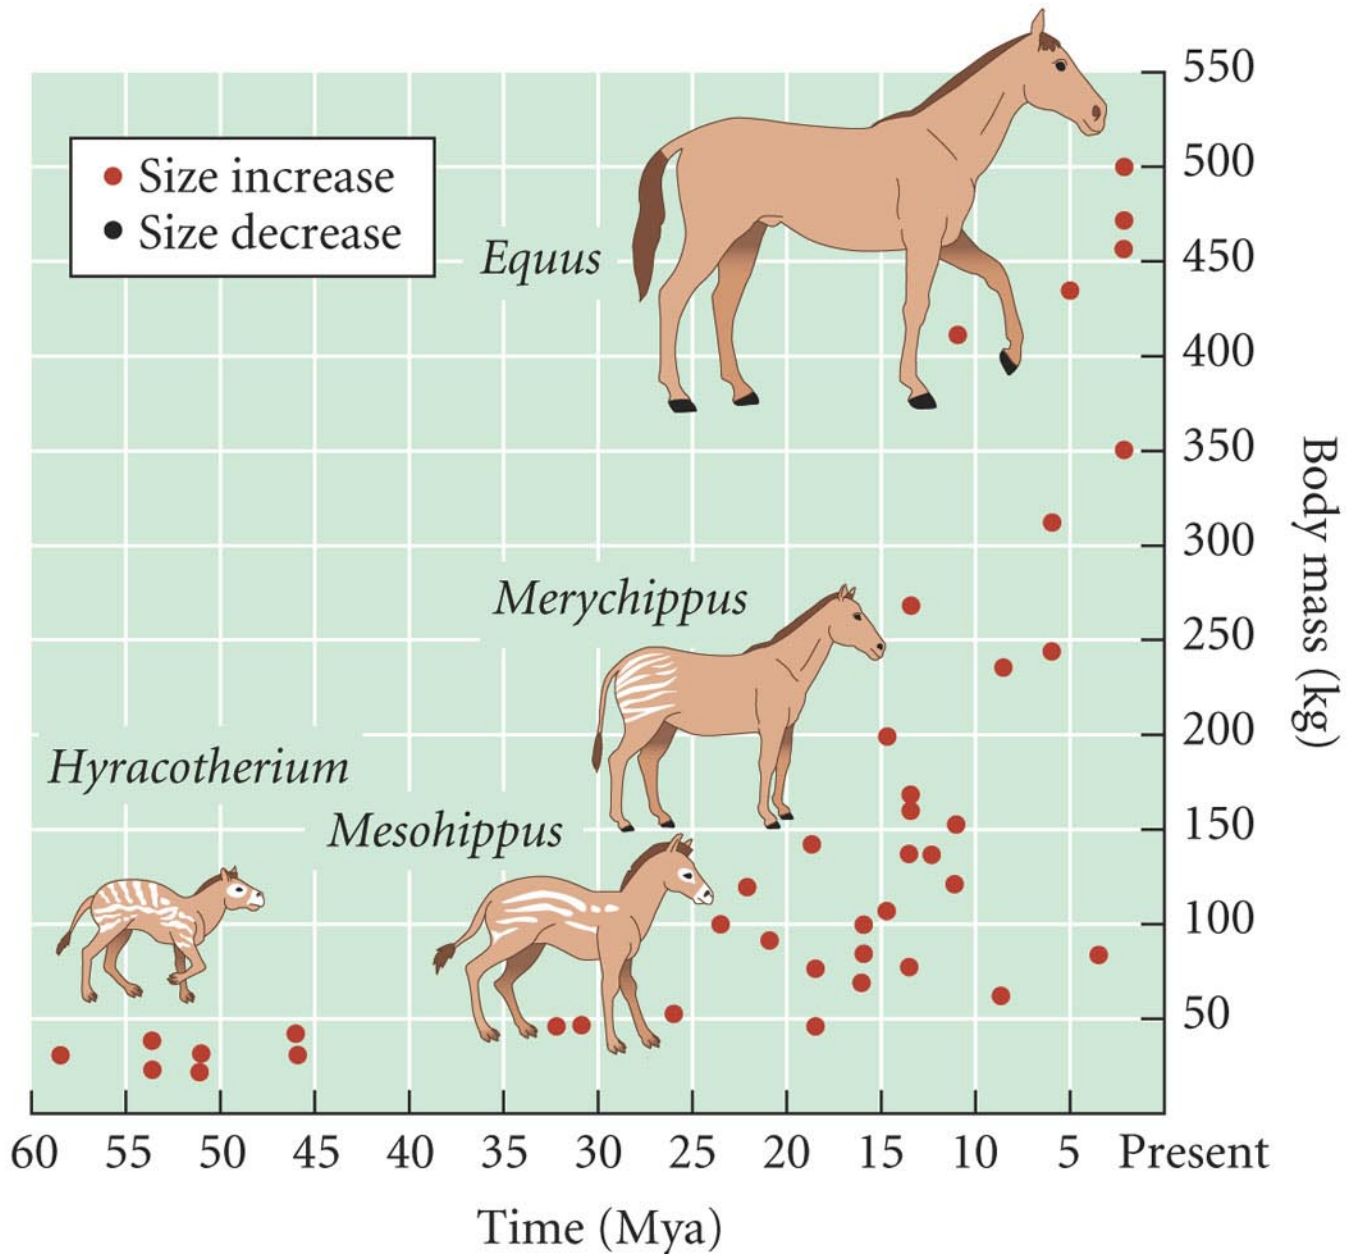 Size increase
Size decrease
Equus
Merychippus
Hyracotherium
Mesohippus
550
500
450
400
350
300
250
200
150
100
50
Body mass (kg)
60 55 50 45 40 35 30 25 20 15 10 5 Present
Time (Mya)